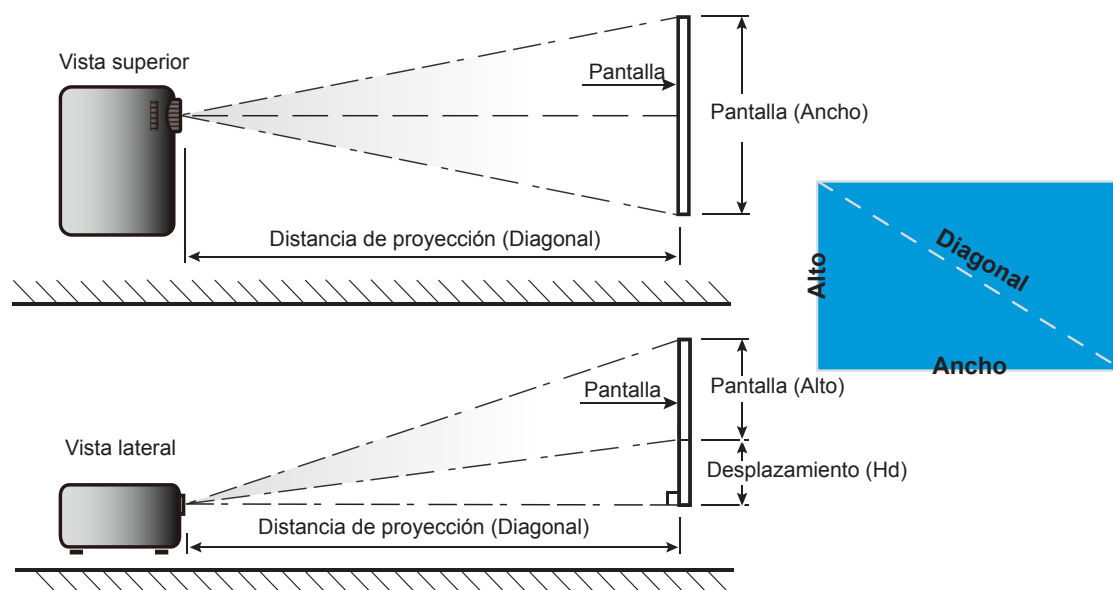 Vista superior
Pantalla
Pantalla (Ancho)
Distancia de proyección (Diagonal)
Alto
Diagonal
Ancho
Pantalla
Pantalla (Alto)
Vista lateral
Desplazamiento (Hd)
Distancia de proyección (Diagonal)